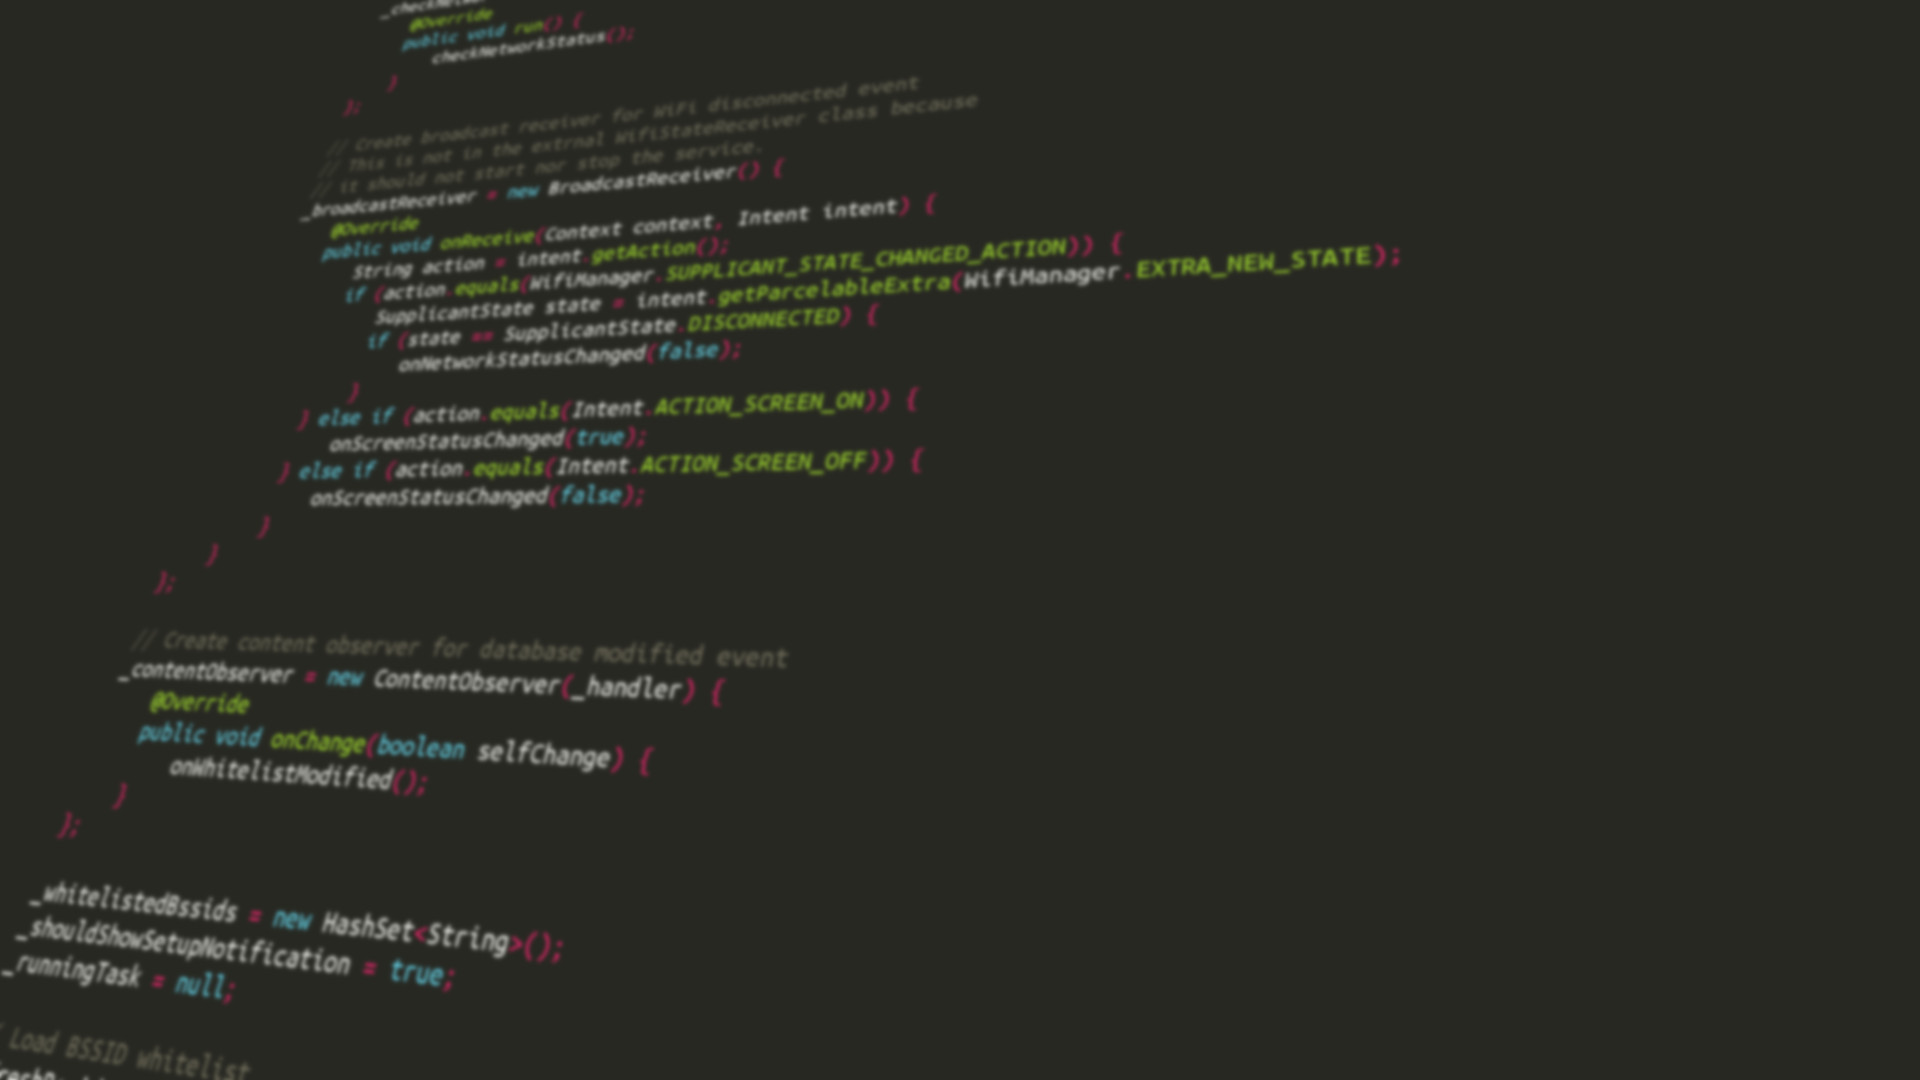 @Override
public void run() {
checkNetworkStatus();
}
};
// Create broadcast receiver for WiFi disconnected event
// This is not in the extrnal WifiStateReceiver class because
// it should not start nor stop the service.
_broadcastReceiver = new BroadcastReceiver() {
@Override
public void onReceive(Context context, Intent intent) {
String action = intent.getAction();
if (action.equals(WifiManager.SUPPLICANT_STATE_CHANGED_ACTION)) {
SupplicantState state = intent.getParcelableExtra(WifiManager.EXTRA_NEW_STATE);
if (state == SupplicantState.DISCONNECTED) {
onNetworkStatusChanged(false);
}
} else if (action.equals(Intent.ACTION_SCREEN_ON)) {
onScreenStatusChanged(true);
} else if (action.equals(Intent.ACTION_SCREEN_OFF)) {
onScreenStatusChanged(false);
}
}
};
// Create content observer for database modified event
_contentObserver = new ContentObserver(_handler) {
@Override
public void onChange(boolean selfChange) {
onWhitelistModified();
}
};
_whitelistedBssids = new HashSet<String>();
_shouldShowSetupNotification = true;
_runningTask = null;
Load BSSID whitelist